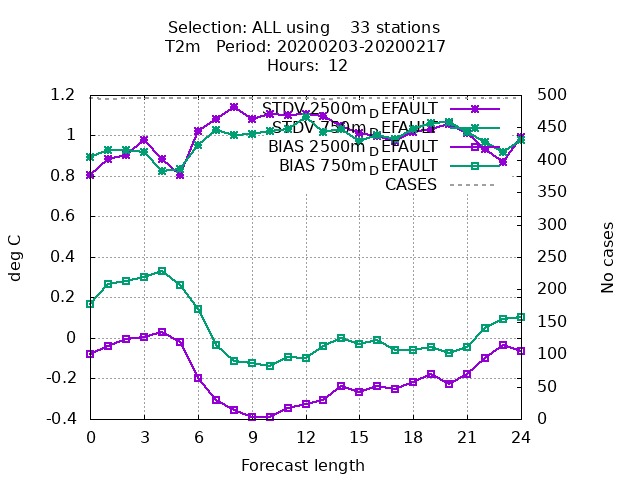 Selection: ALL using 33 stations
T2m Period: 20200203-20200217
Hours: 12
STDV 2500m_DEFAULT
STDV 750m_DEFAULT
BIAS 2500m_DEFAULT
BIAS 750m_DEFAULT
CASES
1.2
1
0.8
0.6
0.4
0.2
0
-0.2
-0.4
deg C
500
450
400
350
300
250
200
150
100
50
0
No cases
0 3 6 9 12 15 18 21 24
Forecast length